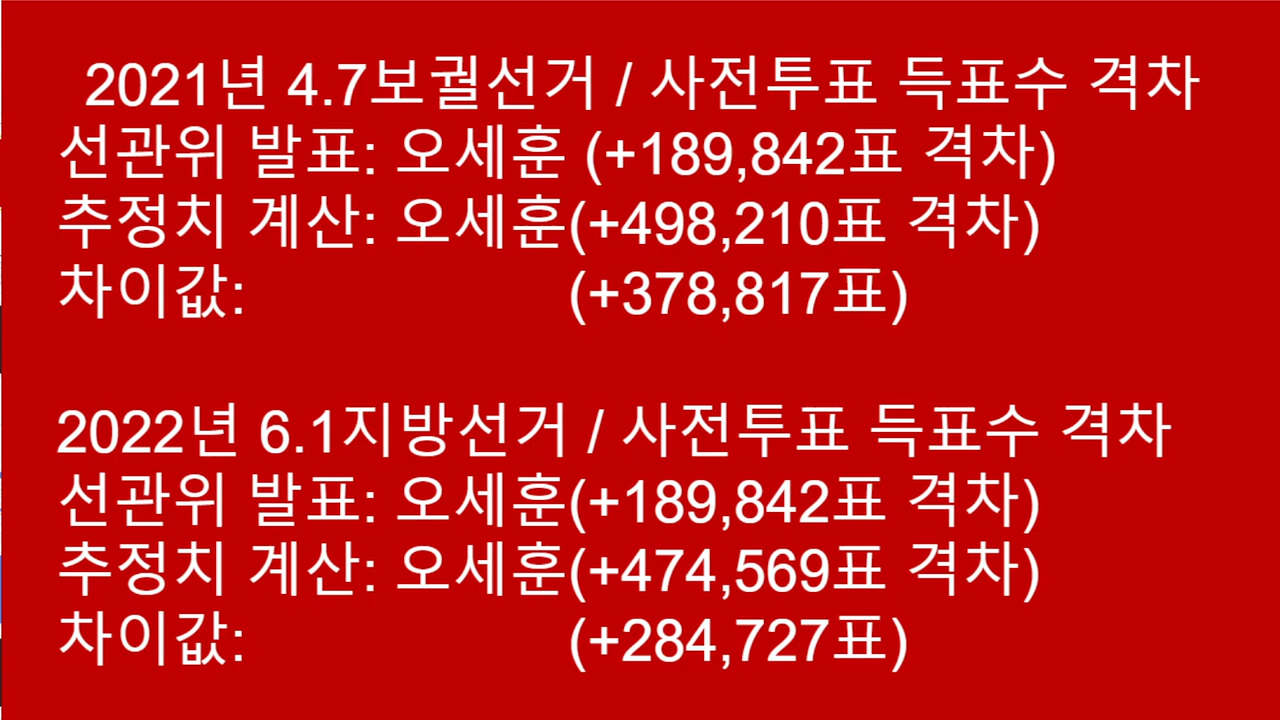 2021년 4.7보궐선거 / 사전투표 득표수 격차
선관위 발표: 오세훈 (+189,842표 격차)
추정치 계산: 오세훈(+498,210표 격차)
차이값: (+378,817표)
2022년 6.1지방선거 / 사전투표 득표수 격차
선관위 발표: 오세훈(+189,842표 격차)
추정치 계산: 오세훈(+474,569표 격차)
차이값: (+284,727표)